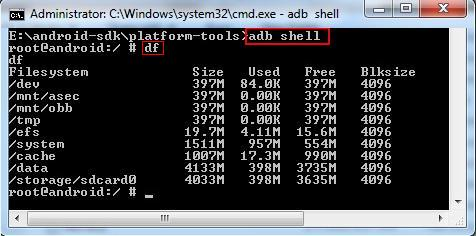 Administrator: C:\Windows\system32\cmd.exe - adb shell
E:\android-sdk\platform-tools>adb shell
root@android:/ # df
df
Filesystem Size Used Free Blksize
/dev 397M 84.0K 397M 4096
/mnt/asec 397M 0.00K 397M 4096
/mnt/obb 397M 0.00K 397M 4096
/tmp 397M 0.00K 397M 4096
/efs 19.7M 4.11M 15.6M 4096
/system 1511M 957M 554M 4096
/cache 1007M 17.3M 990M 4096
/data 4133M 398M 3735M 4096
/storage/sdcard0 4033M 398M 3635M 4096
root@android:/ # _